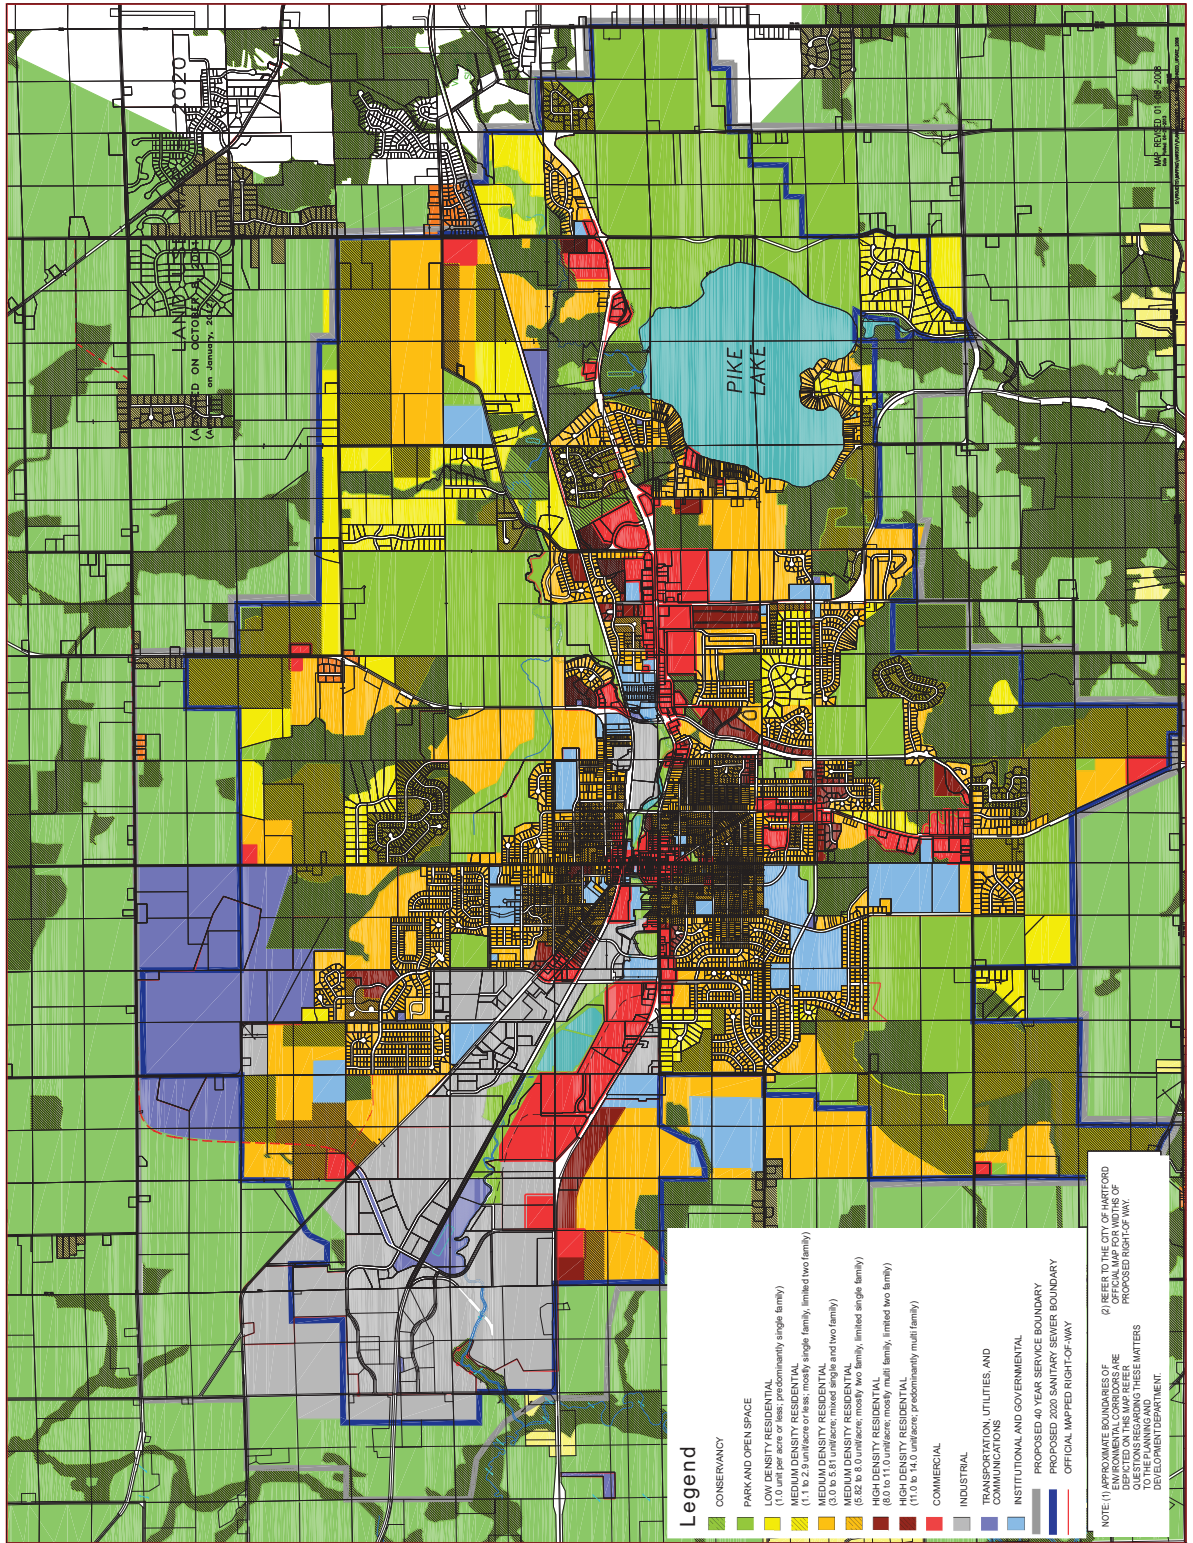 2020
LAND
ON OCTOBER
on January,
MAP REVISED 01
-2008
PIKE
LAKE
Legend
CONSERVANCY
PARK AND OPEN SPACE
LOW DENSITY RESIDENTIAL
(1.0 unit per acre or less; predominantly single family)
MEDIUM DENSITY RESIDENTIAL
(1.1 to 2.9 unit/acre or less; mostly single family, limited two family)
MEDIUM DENSITY RESIDENTIAL
(3.0 to 5.81 unit/acre; mixed single and two family)
MEDIUM DENSITY RESIDENTIAL
(5.82 to 8.0 unit/acre; mostly two family, limited single family)
HIGH DENSITY RESIDENTIAL
(8.0 to 11.0 unit/acre; mostly multi family, limited two family)
HIGH DENSITY RESIDENTIAL
(11.0 to 14.0 unit/acre; predominantly multi family)
COMMERCIAL
INDUSTRIAL
TRANSPORTATION, UTILITIES, AND
COMMUNICATIONS
INSTITUTIONAL AND GOVERNMENTAL
PROPOSED 40 YEAR SERVICE BOUNDARY
PROPOSED 2020 SANITARY SEWER BOUNDARY
OFFICIAL MAPPED RIGHT-OF-WAY
NOTE: (1) APPROXIMATE BOUNDARIES OF
ENVIRONMENTAL CORRIDORS ARE
DEPICTED ON THIS MAP. REFER
QUESTIONS REGARDING THESE MATTERS
TO THE PLANNING AND
DEVELOPMENT DEPARTMENT.
(2) REFER TO THE CITY OF HARTFORD
OFFICIAL MAP FOR WIDTHS OF
PROPOSED RIGHT-OF WAY.